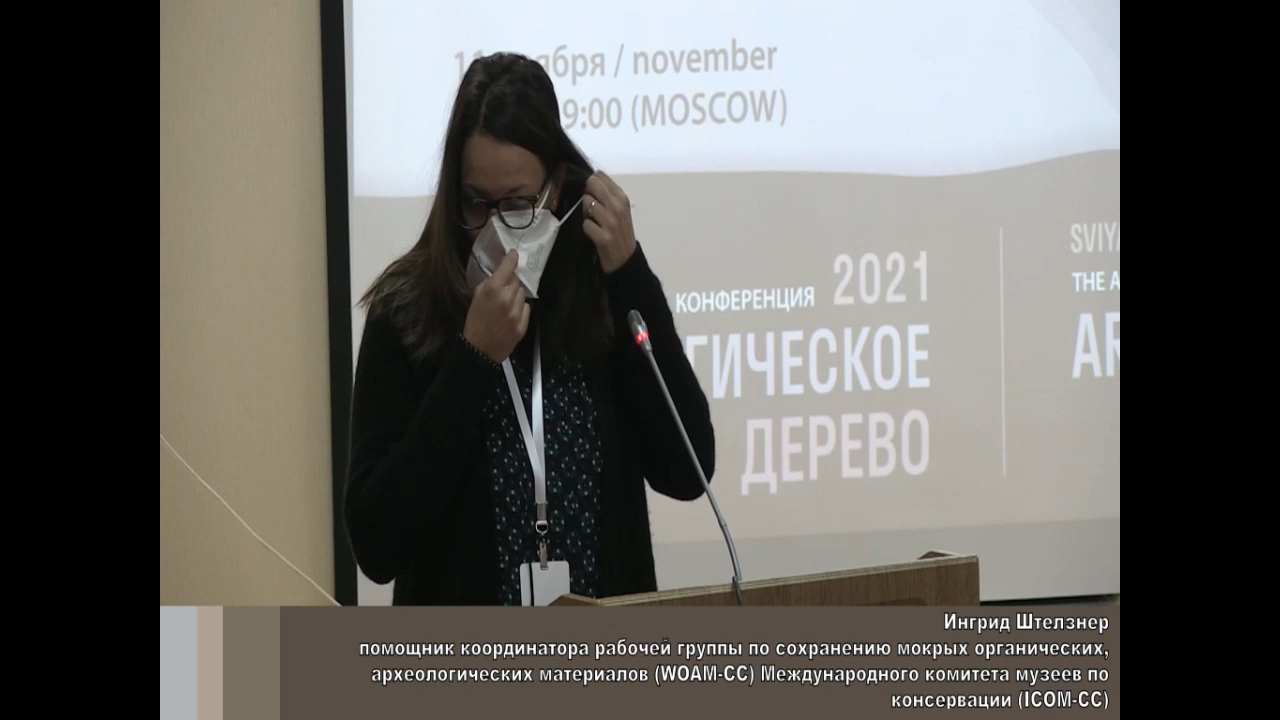 ября / november
9:00 (MOSCOW)
КОНФЕРЕНЦИЯ 2021
ГИЧЕСКОЕ
ДЕРЕВО
SVIYA
THE A
AR
Ингрид Штелзнер
помощник координатора рабочей группы по сохранению мокрых органических,
археологических материалов (WOAM-CC) Международного комитета музеев по
консервации (ICOM-CC)